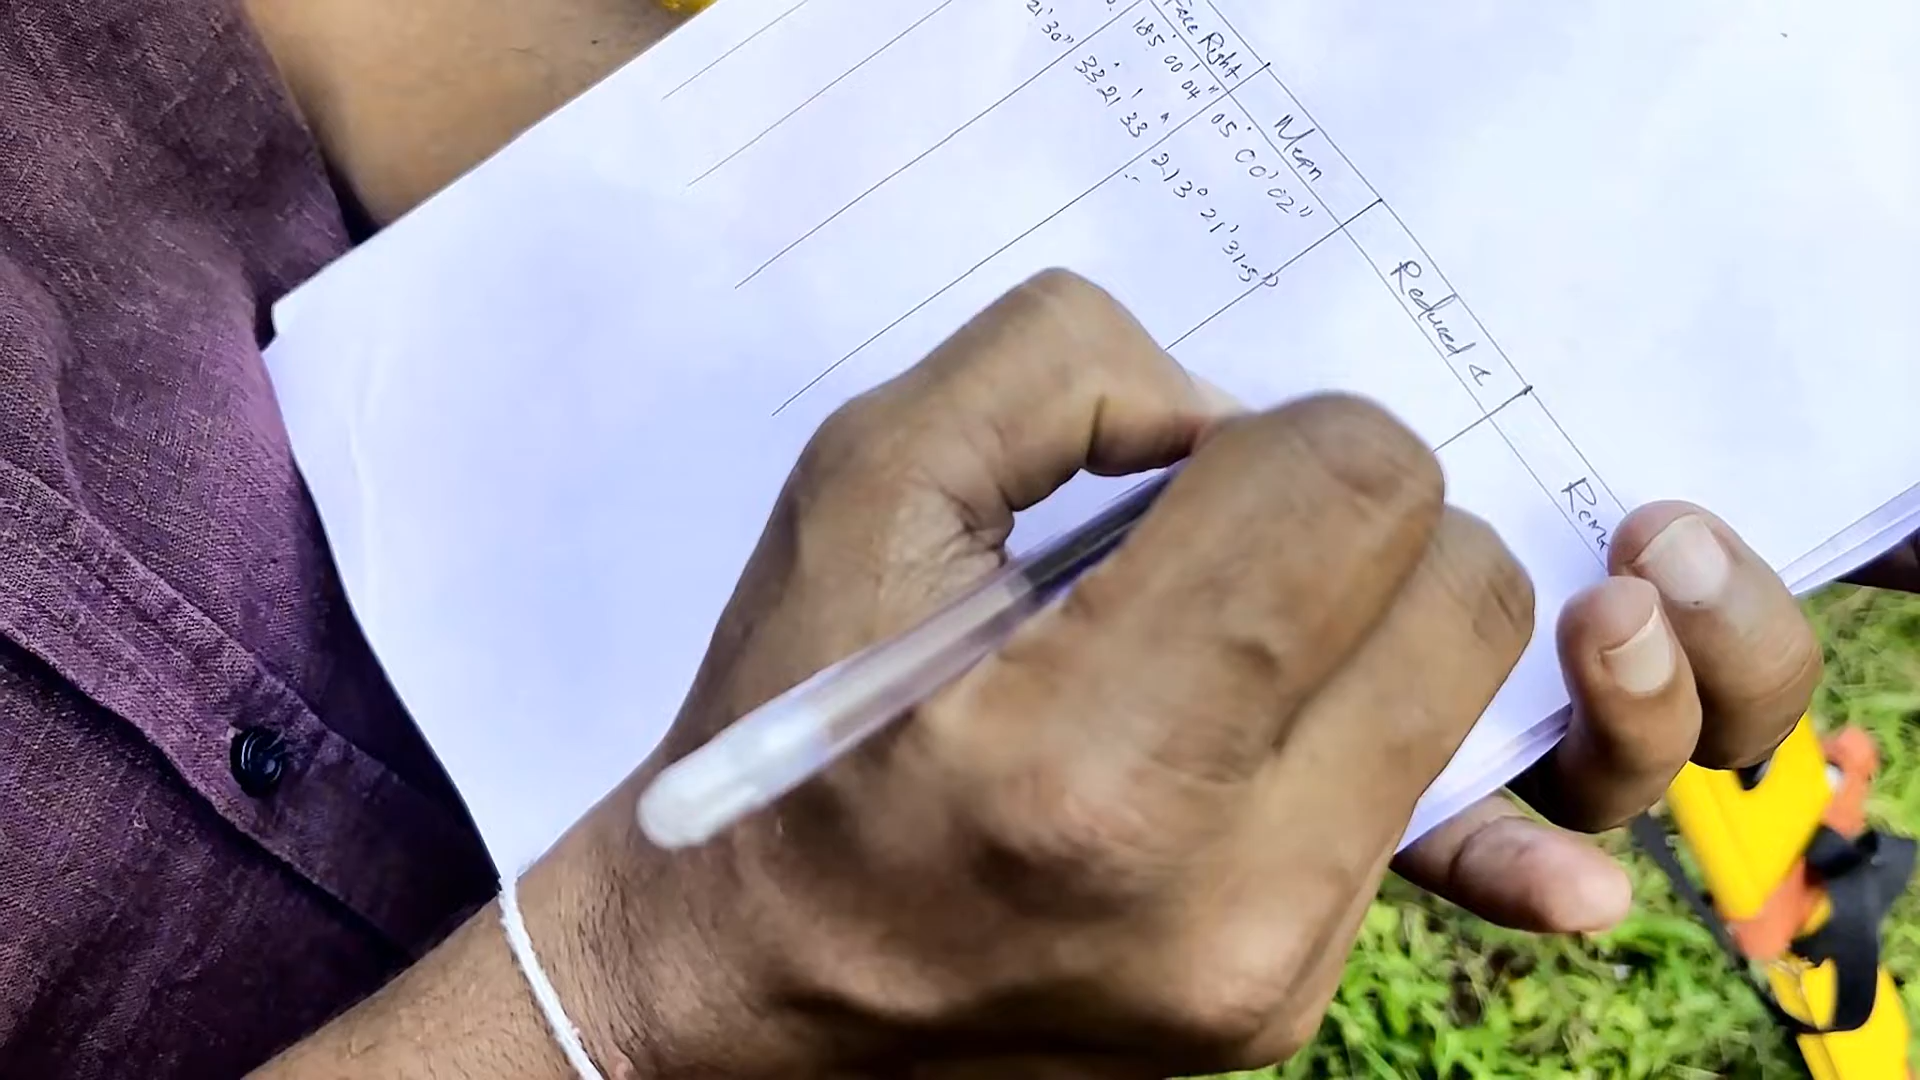 Face Right Mean Reduced ∠
185° 00' 04" 05° 00' 02"
21' 30" 33° 21' 33" 213° 21' 31.5"